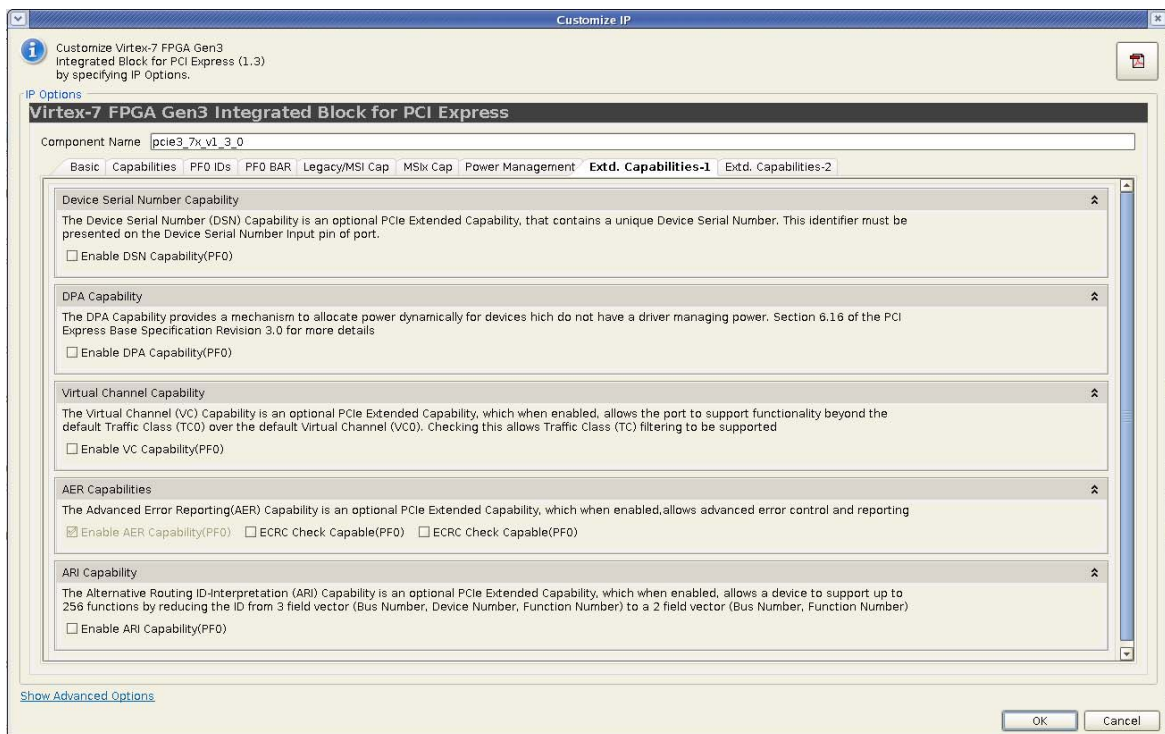 Customize IP
Customize Virtex-7 FPGA Gen3
Integrated Block for PCI Express (1.3)
by specifying IP Options.
IP Options
Virtex-7 FPGA Gen3 Integrated Block for PCI Express
Component Name pcie3_7x_v1_3_0
Basic Capabilities PF0 IDs PF0 BAR Legacy/MSI Cap MSIx Cap Power Management Extd. Capabilities-1 Extd. Capabilities-2
Device Serial Number Capability
The Device Serial Number (DSN) Capability is an optional PCIe Extended Capability, that contains a unique Device Serial Number. This identifier must be
presented on the Device Serial Number Input pin of port.
Enable DSN Capability(PF0)
DPA Capability
The DPA Capability provides a mechanism to allocate power dynamically for devices hich do not have a driver managing power. Section 6.16 of the PCI
Express Base Specification Revision 3.0 for more details
Enable DPA Capability(PF0)
Virtual Channel Capability
The Virtual Channel (VC) Capability is an optional PCIe Extended Capability, which when enabled, allows the port to support functionality beyond the
default Traffic Class (TC0) over the default Virtual Channel (VC0). Checking this allows Traffic Class (TC) filtering to be supported
Enable VC Capability(PF0)
AER Capabilities
The Advanced Error Reporting(AER) Capability is an optional PCIe Extended Capability, which when enabled,allows advanced error control and reporting
Enable AER Capability(PF0) ECRC Check Capable(PF0) ECRC Check Capable(PF0)
ARI Capability
The Alternative Routing ID-Interpretation (ARI) Capability is an optional PCIe Extended Capability, which when enabled, allows a device to support up to
256 functions by reducing the ID from 3 field vector (Bus Number, Device Number, Function Number) to a 2 field vector (Bus Number, Function Number)
Enable ARI Capability(PF0)
Show Advanced Options
OK Cancel